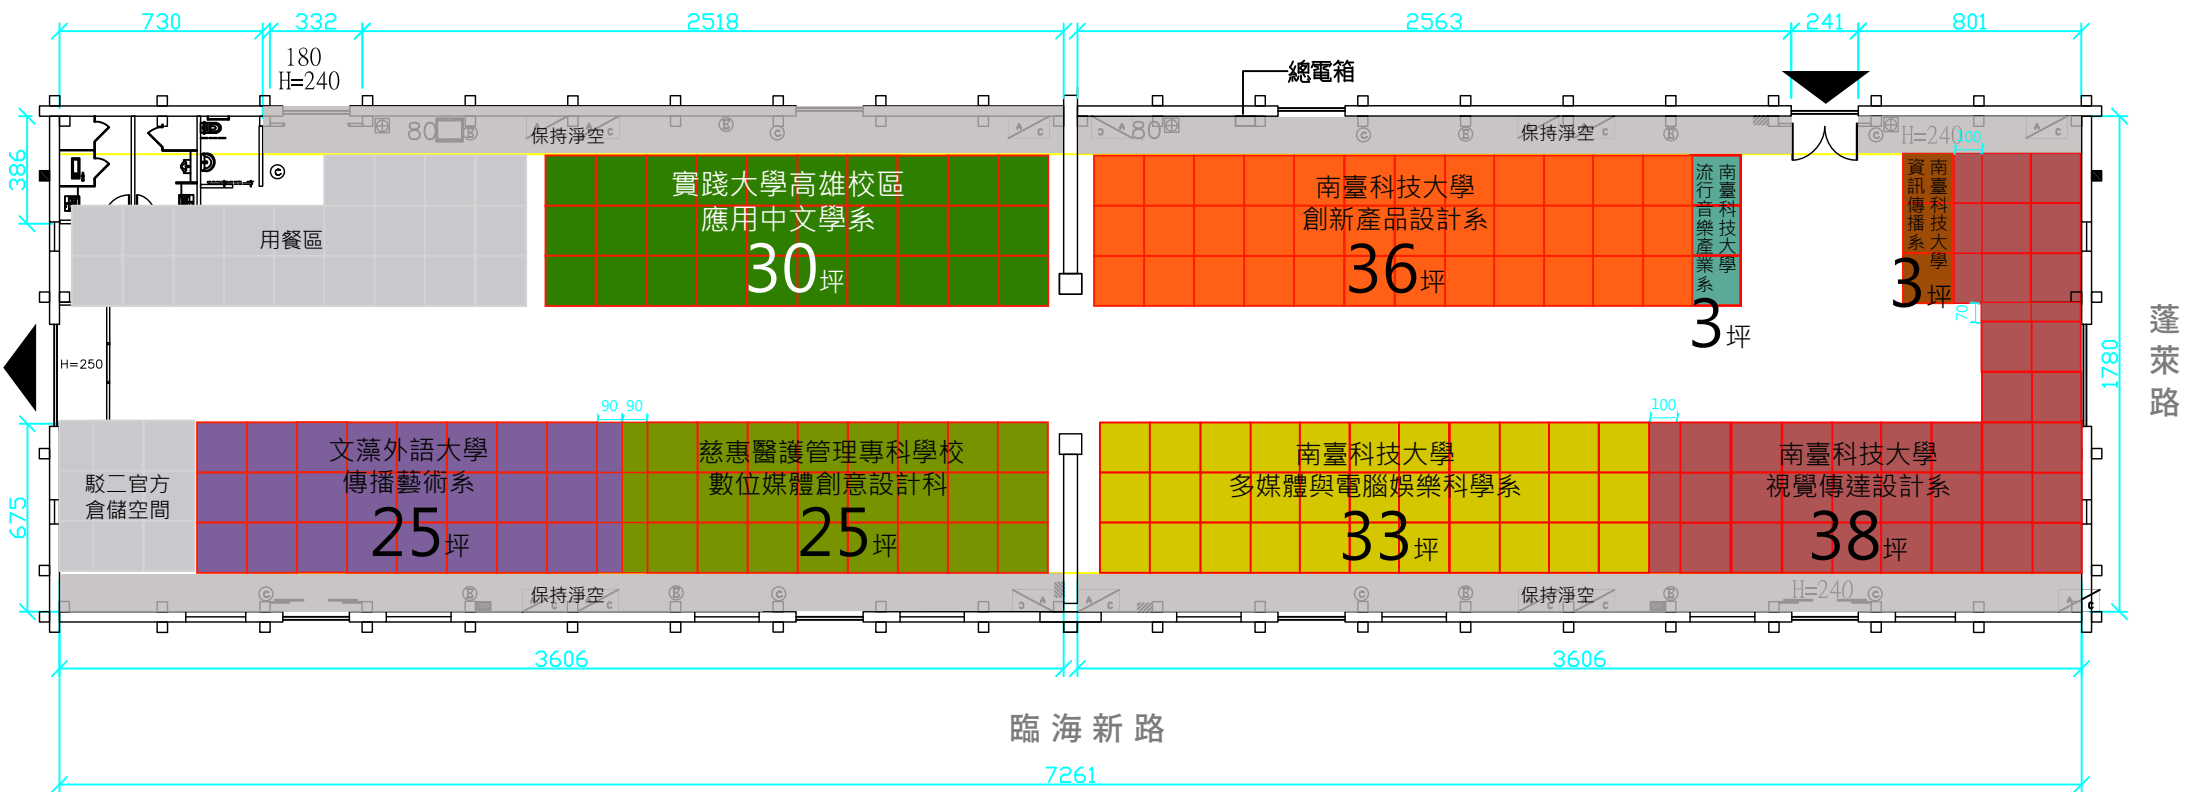 730
332
2518
2563
241
801
180
H=240
總電箱
80
保持淨空
80
保持淨空
H=240
100
386
實踐大學高雄校區
應用中文學系
30坪
南臺科技大學
創新產品設計系
36坪
南臺科技大學
流行音樂產業系
3坪
南臺科技大學
資訊傳播系
3坪
用餐區
70
H=250
1780
蓬萊路
90
90
100
675
駁二官方
倉儲空間
文藻外語大學
傳播藝術系
25坪
慈惠醫護管理專科學校
數位媒體創意設計科
25坪
南臺科技大學
多媒體與電腦娛樂科學系
33坪
南臺科技大學
視覺傳達設計系
38坪
保持淨空
保持淨空
H=240
3606
3606
臨海新路
7261